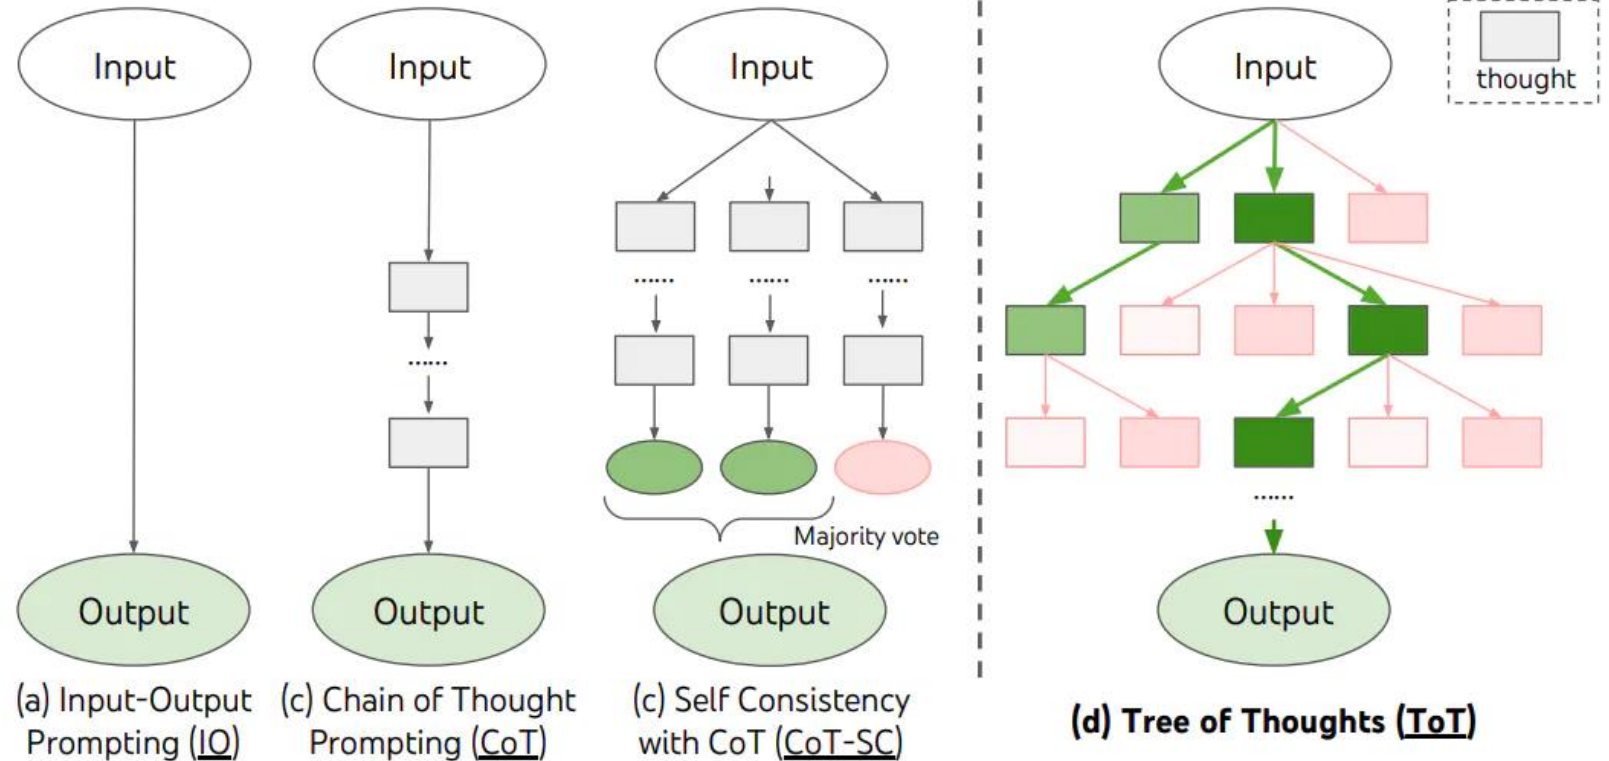 Input
Input
Input
Input
thought
......
......
......
......
......
Majority vote
Output
Output
Output
Output
(a) Input-Output
Prompting (IO)
(c) Chain of Thought
Prompting (CoT)
(c) Self Consistency
with CoT (CoT-SC)
(d) Tree of Thoughts (ToT)